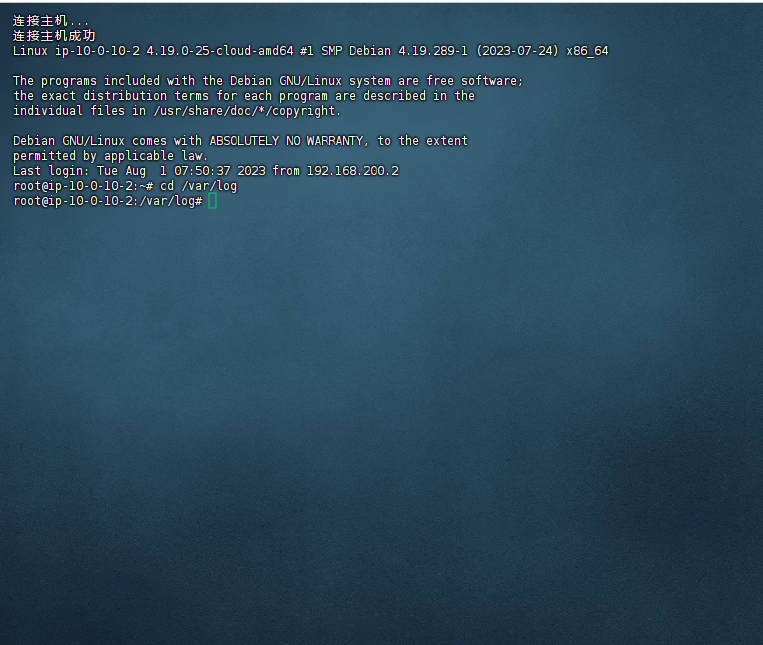 连接主机...
连接主机成功
Linux ip-10-0-10-2 4.19.0-25-cloud-amd64 #1 SMP Debian 4.19.289-1 (2023-07-24) x86_64
The programs included with the Debian GNU/Linux system are free software;
the exact distribution terms for each program are described in the
individual files in /usr/share/doc/*/copyright.
Debian GNU/Linux comes with ABSOLUTELY NO WARRANTY, to the extent
permitted by applicable law.
Last login: Tue Aug  1 07:50:37 2023 from 192.168.200.2
root@ip-10-0-10-2:~# cd /var/log
root@ip-10-0-10-2:/var/log#